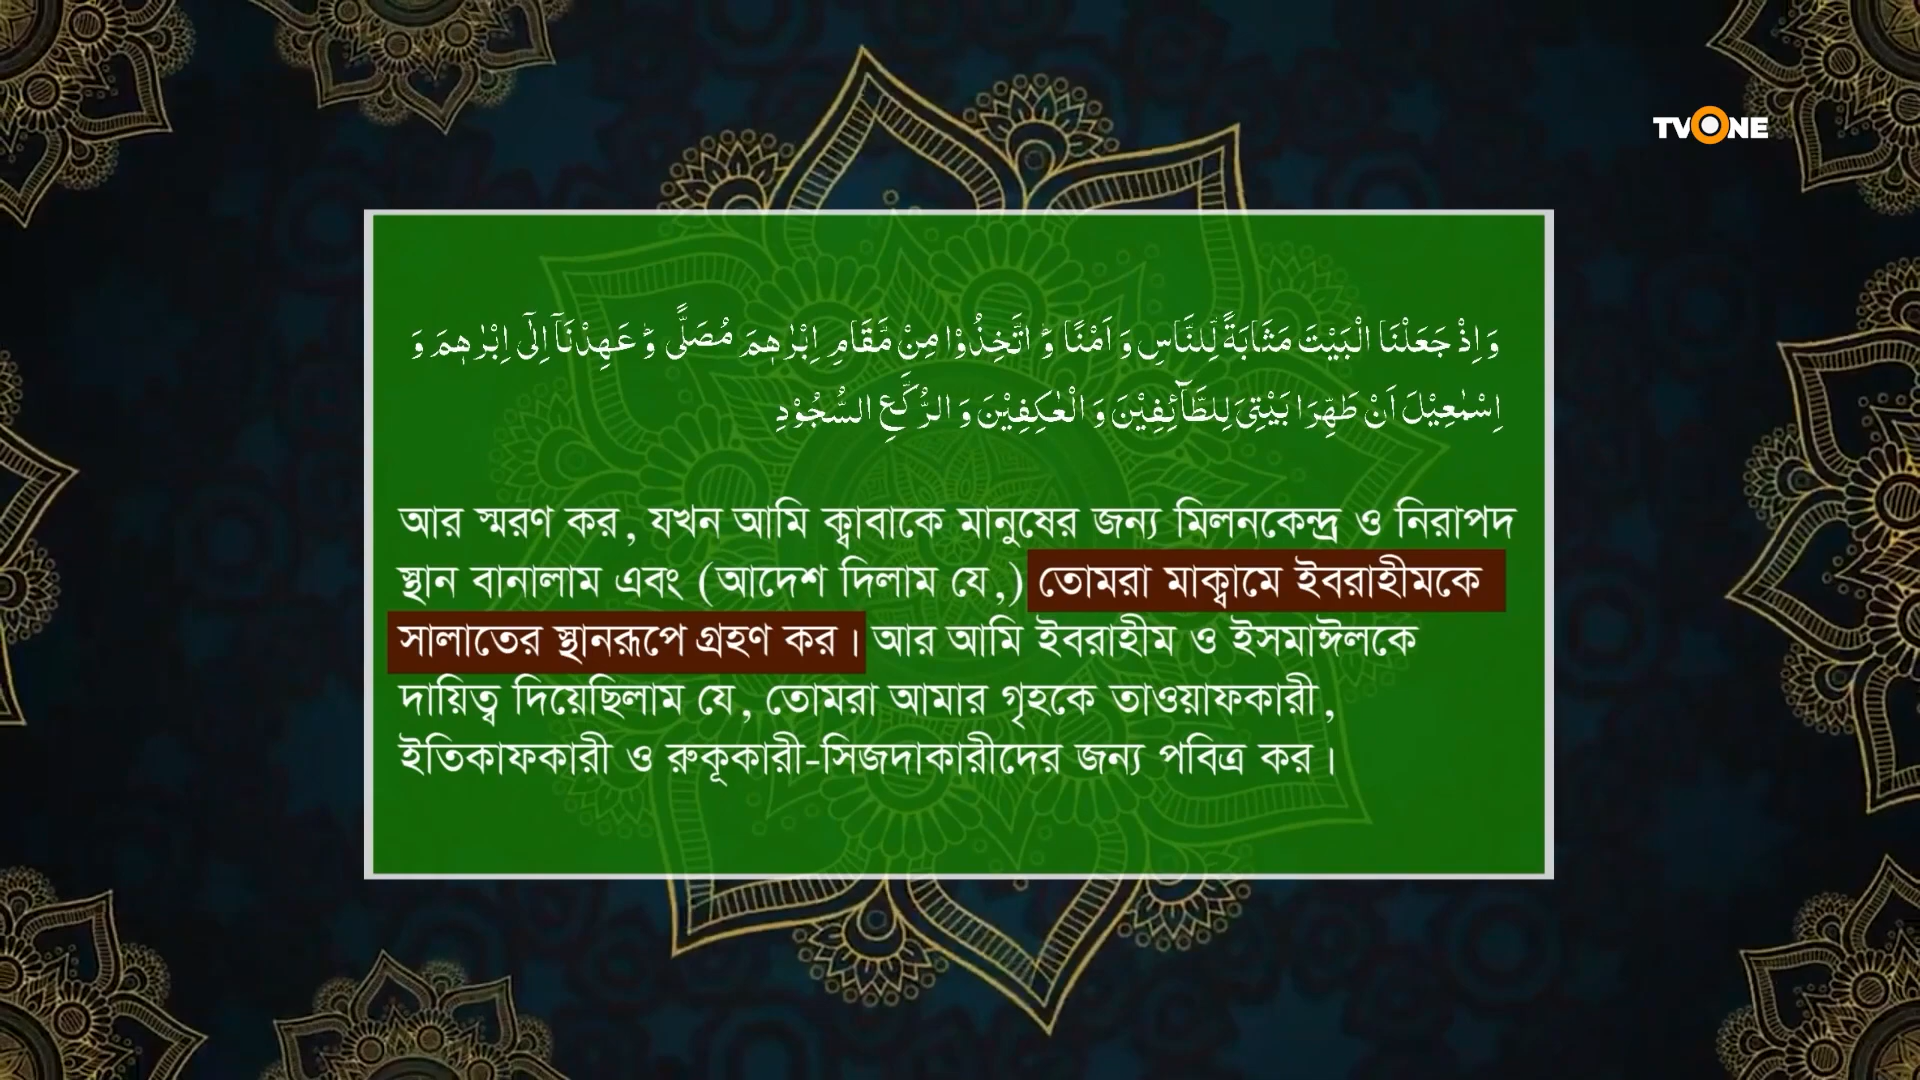 TVONE
وَاِذْ جَعَلْنَا الْبَيْتَ مَثَابَةً لِّلنَّاسِ وَ اَمْنًا وَّ اتَّخِذُوْا مِنْ مَّقَامِ اِبْرٰهٖمَ مُصَلًّی وَّ عَهِدْنَاۤ اِلٰۤی اِبْرٰهٖمَ وَ
اِسْمٰعِیْلَ اَنْ طَهِّرَا بَیْتِیَ لِلطَّآئِفِیْنَ وَ الْعٰكِفِیْنَ وَ الرُّكَّعِ السُّجُوْدِ
আর স্মরণ কর, যখন আমি ক্বাবাকে মানুষের জন্য মিলনকেন্দ্র ও নিরাপদ
স্থান বানালাম এবং (আদেশ দিলাম যে,) তোমরা মাক্বামে ইবরাহীমকে
সালাতের স্থানরূপে গ্রহণ কর। আর আমি ইবরাহীম ও ইসমাঈলকে
দায়িত্ব দিয়েছিলাম যে, তোমরা আমার গৃহকে তাওয়াফকারী,
ইতিকাফকারী ও রুকূকারী-সিজদাকারীদের জন্য পবিত্র কর।